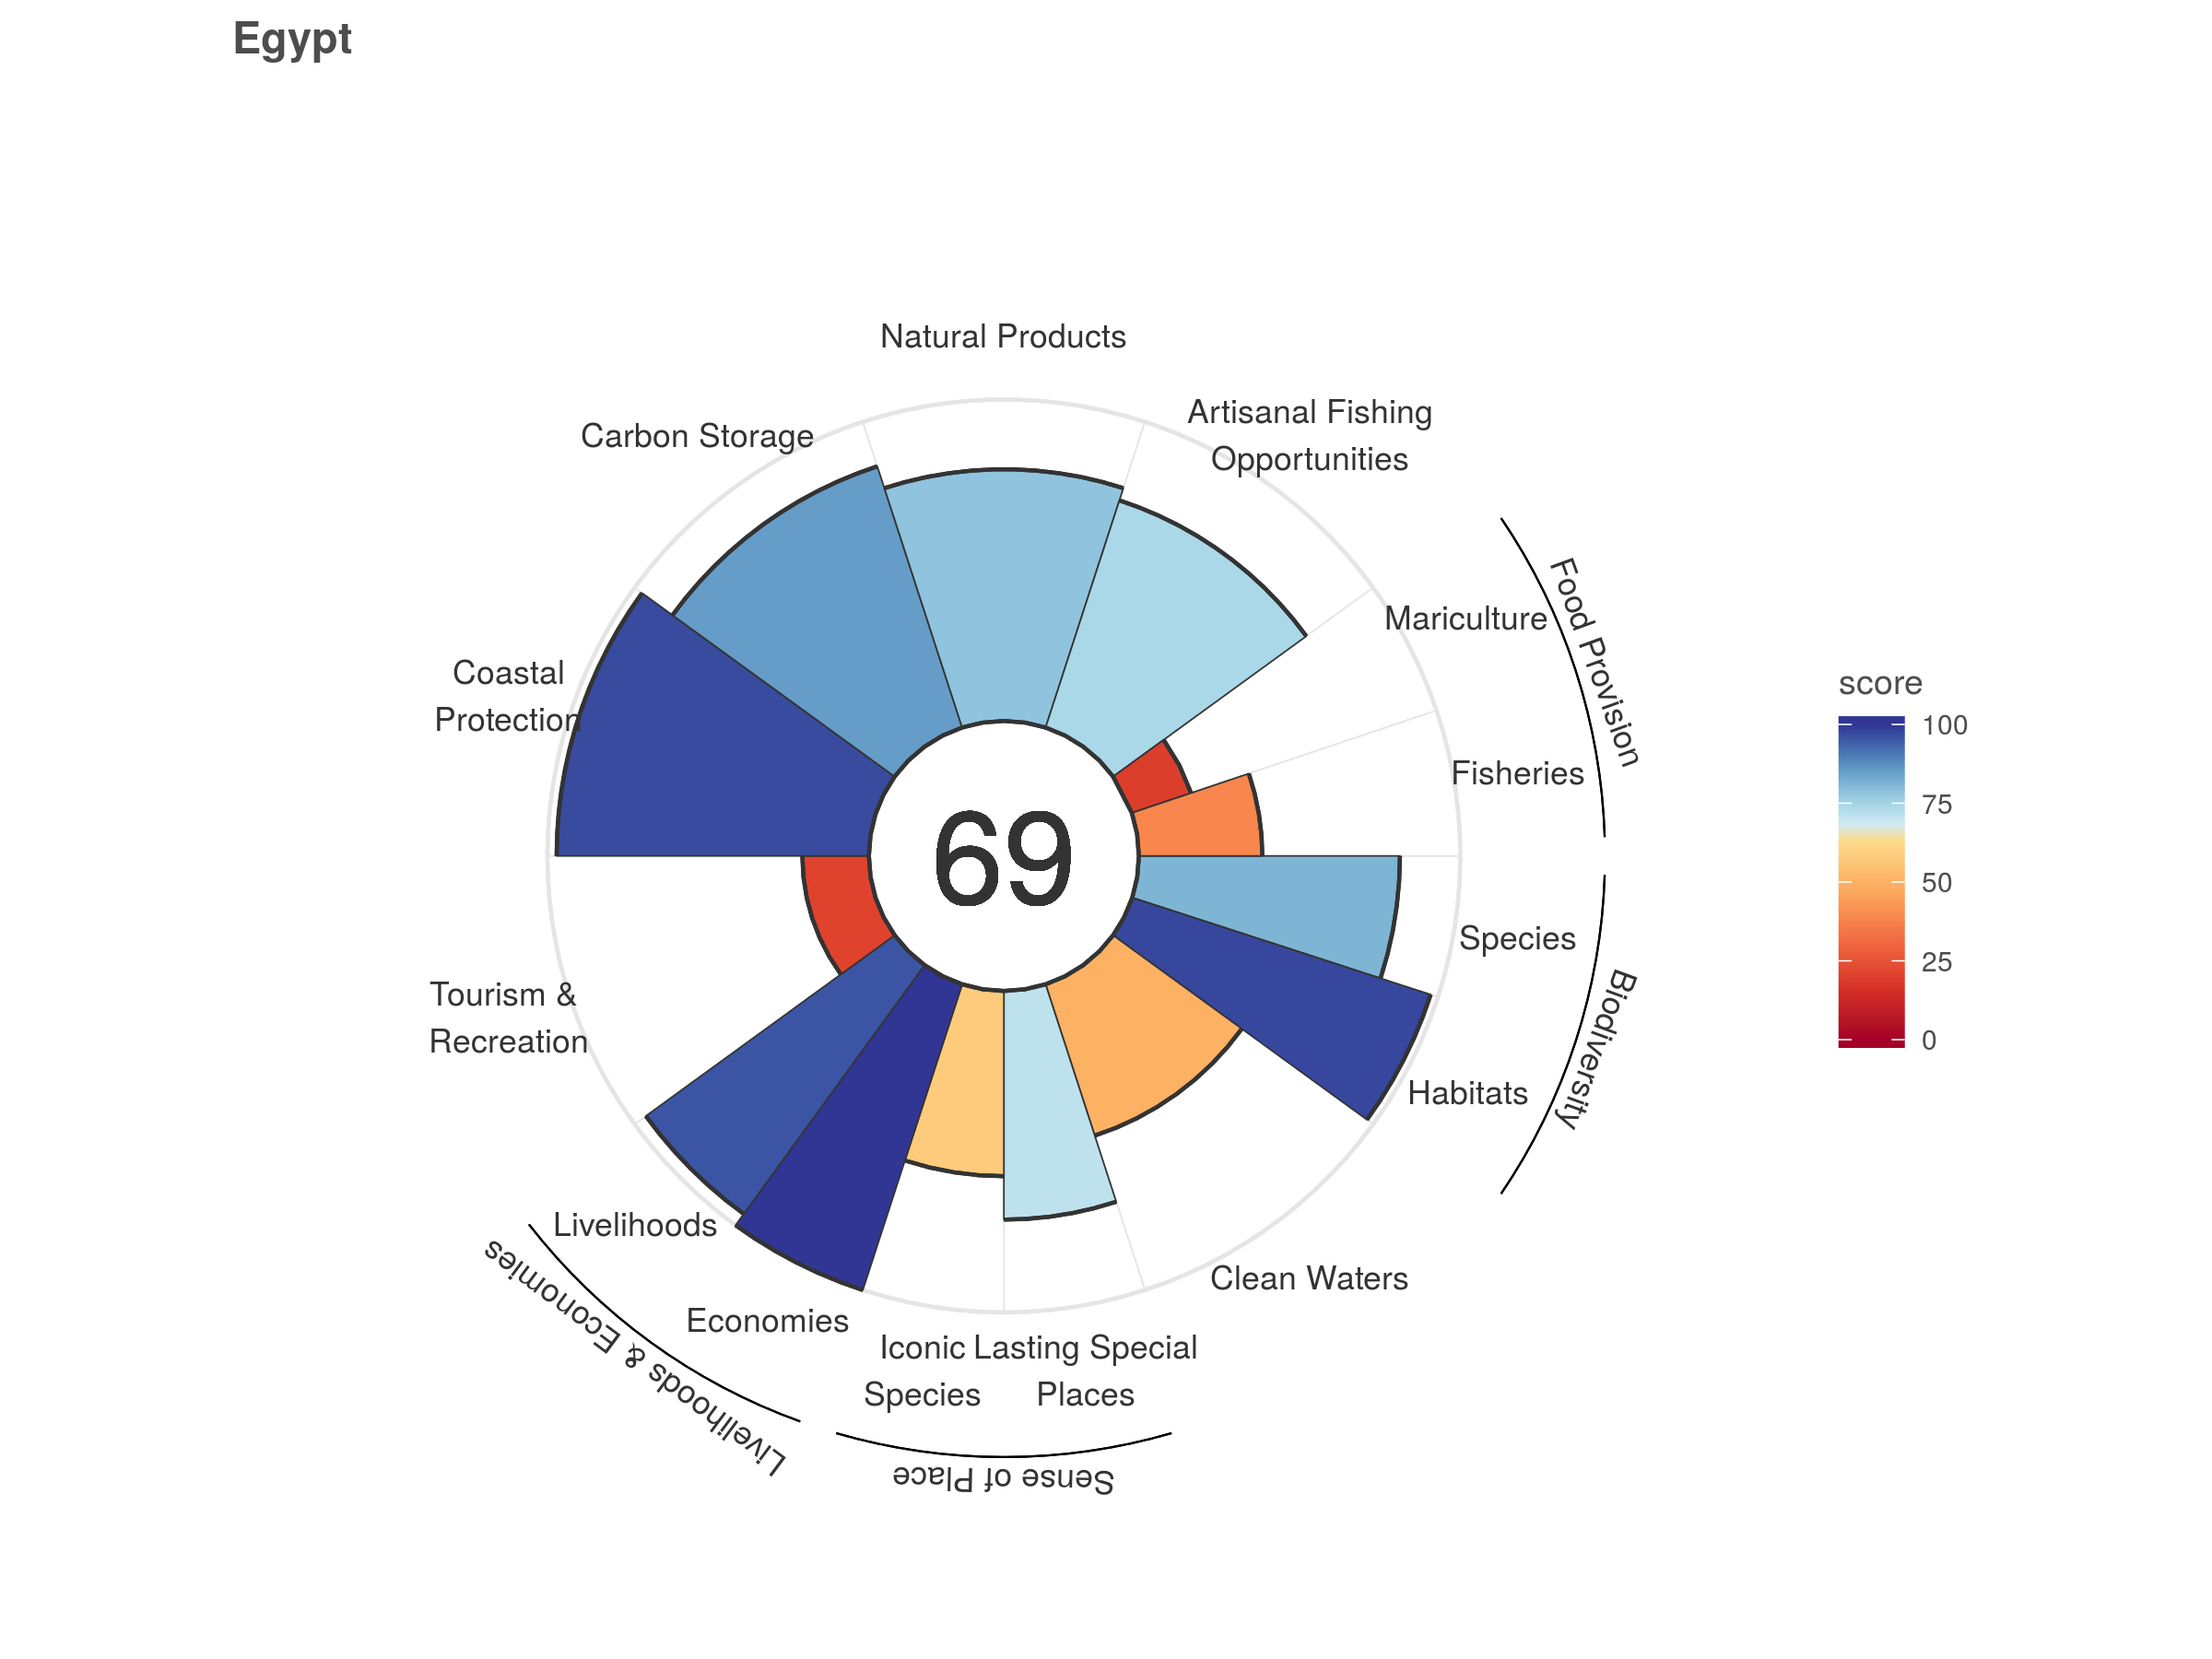 Egypt
Natural Products
Artisanal Fishing
Opportunities
Carbon Storage
Mariculture
Food Provision
Coastal
Protection
Fisheries
69
Species
Biodiversity
Tourism &
Recreation
Habitats
Livelihoods
Clean Waters
Economies
Livelihoods & Economies
Iconic
Species
Lasting Special
Places
Sense of Place
score
100
75
50
25
0